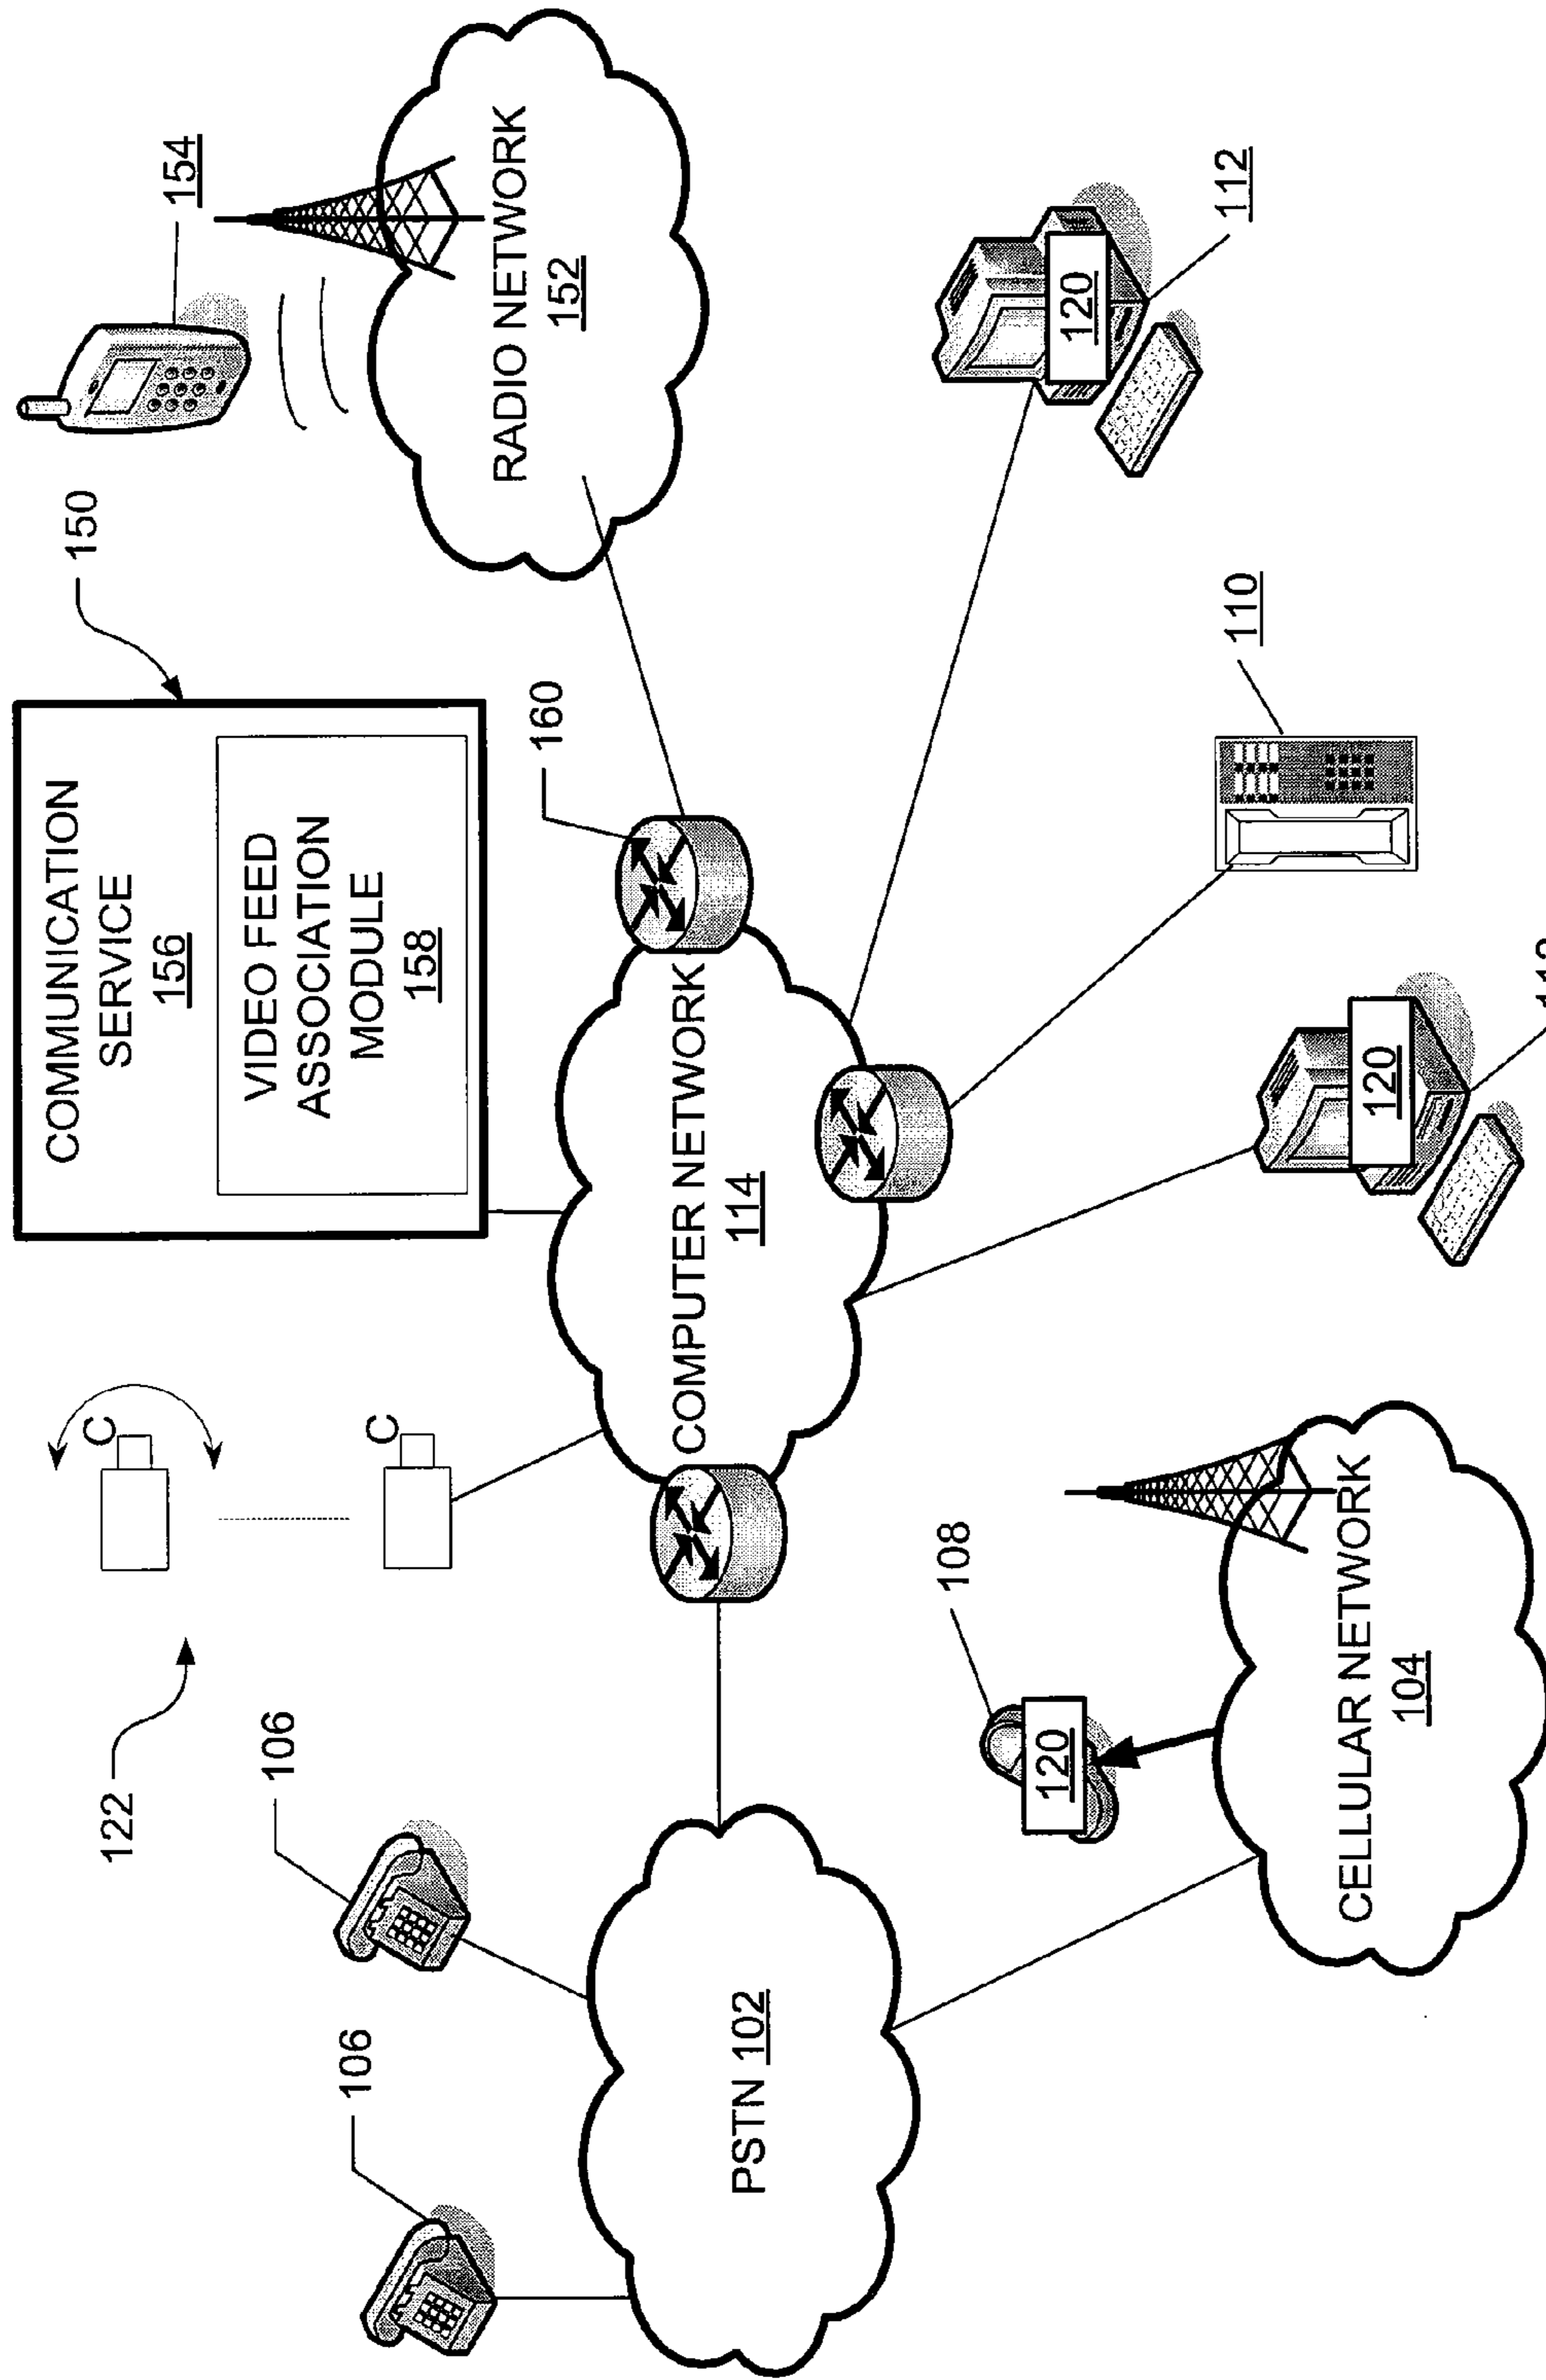 COMMUNICATION
SERVICE
156
VIDEO FEED
ASSOCIATION
MODULE
158
150
154
RADIO NETWORK
152
122
C
C
106
106
160
COMPUTER NETWORK
114
PSTN 102
108
120
CELLULAR NETWORK
104
120
110
120
112